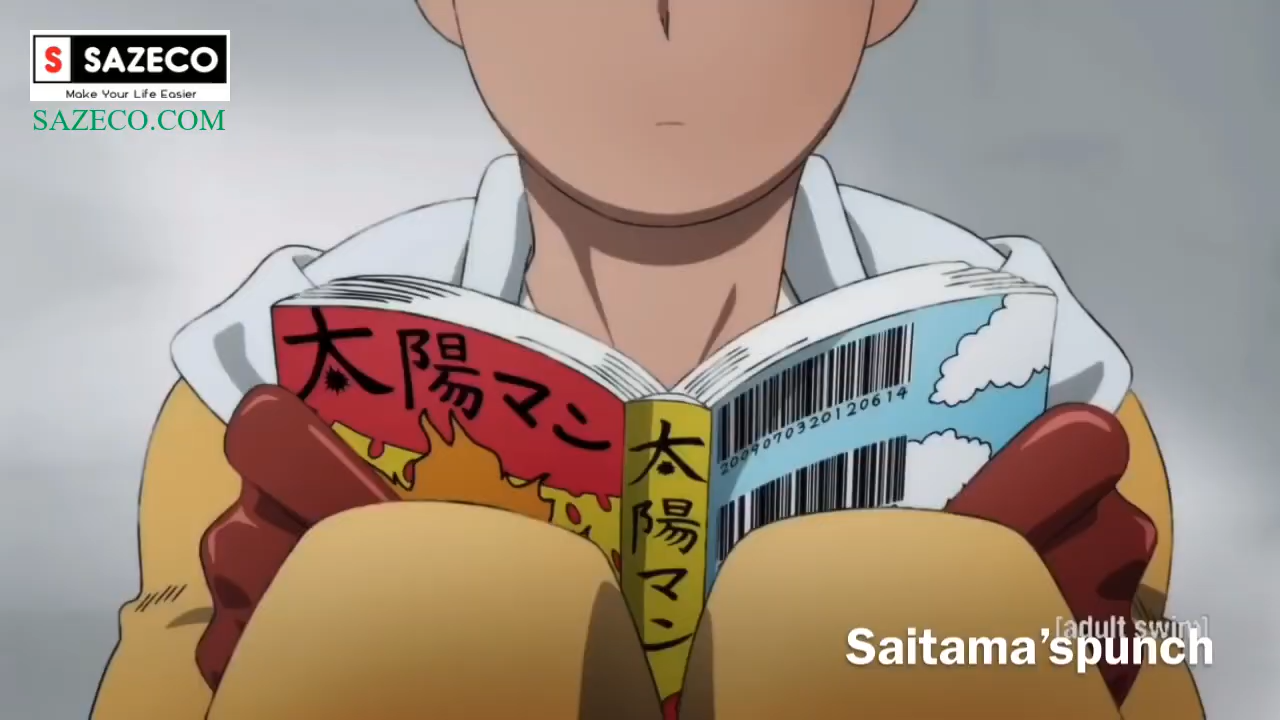 S SAZECO
Make Your Life Easier
SAZECO.COM
太陽マン
太陽マン
2009070320120614
[adult swim]
Saitama'spunch